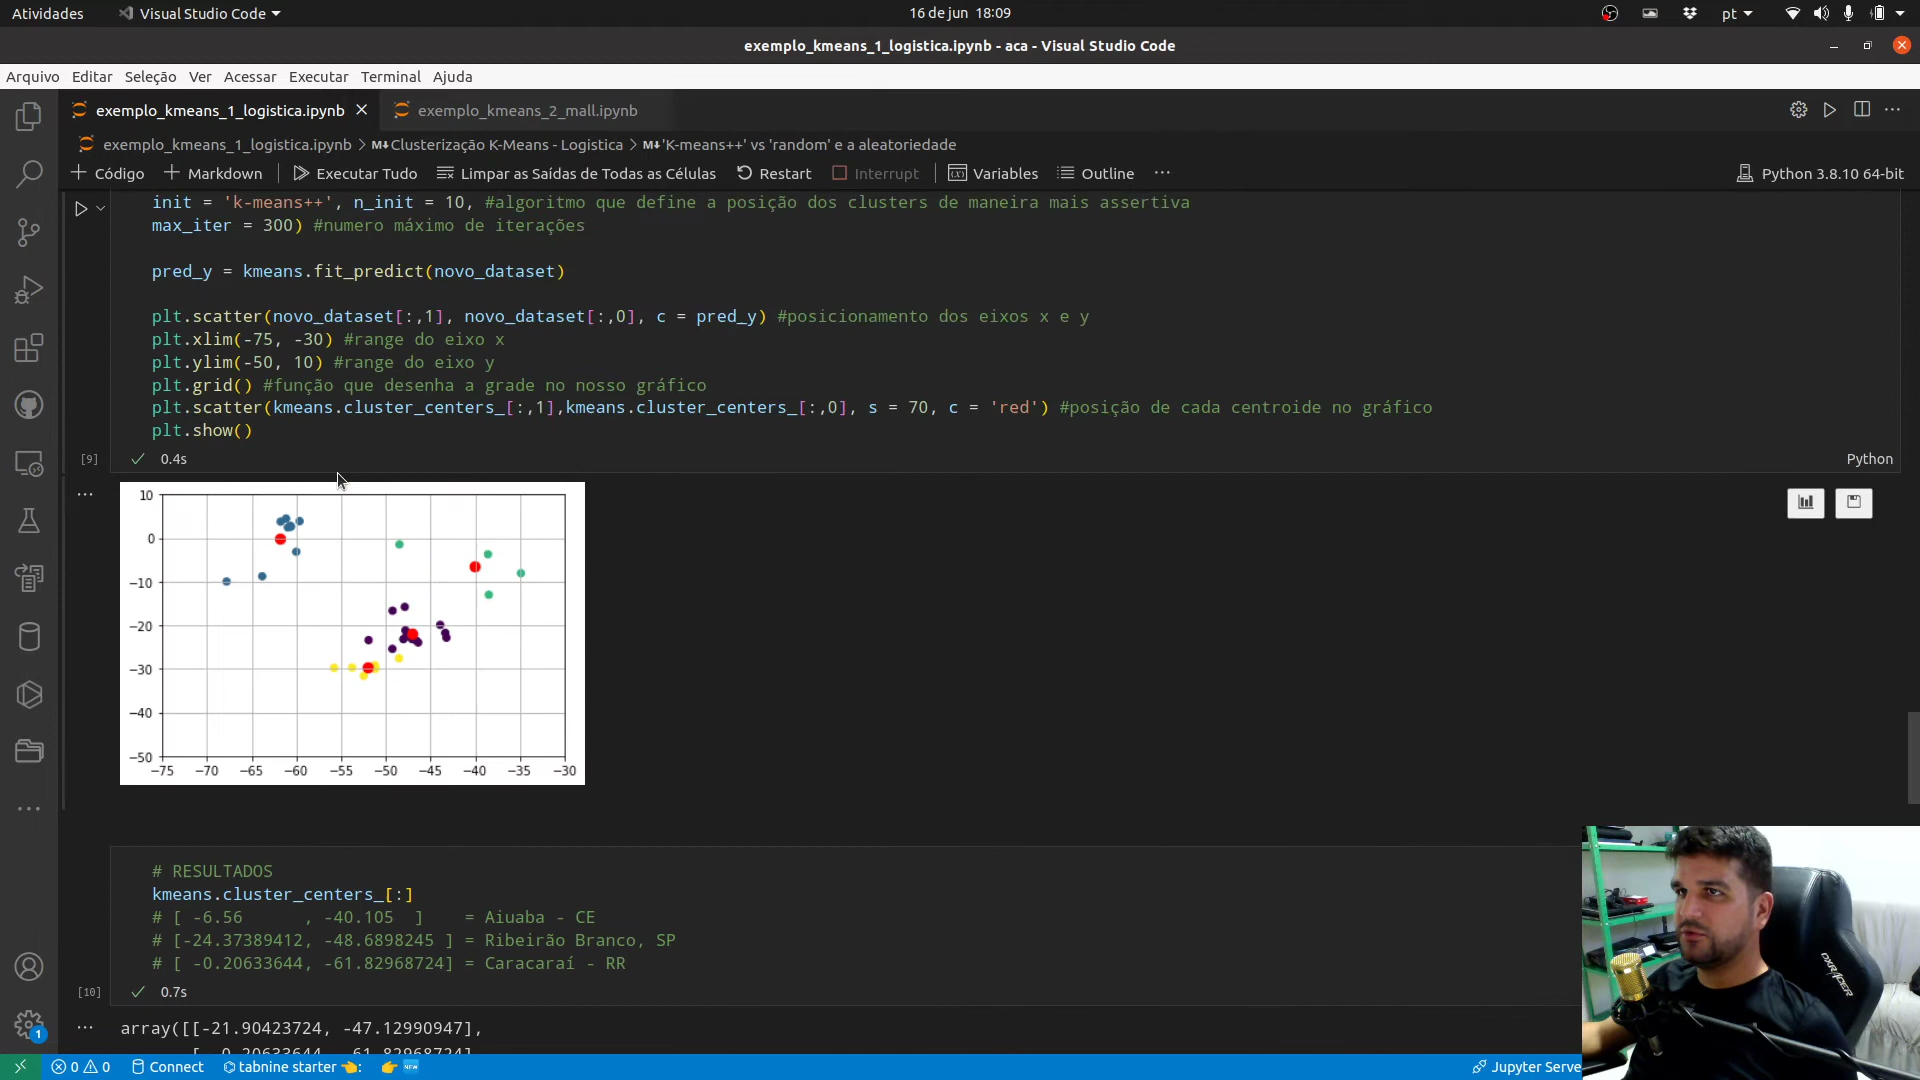 Atividades
Visual Studio Code
16 de jun 18:09
pt
exemplo_kmeans_1_logistica.ipynb - aca - Visual Studio Code
Arquivo Editar Seleção Ver Acessar Executar Terminal Ajuda
exemplo_kmeans_1_logistica.ipynb
exemplo_kmeans_2_mall.ipynb
exemplo_kmeans_1_logistica.ipynb > M↓Clusterização K-Means - Logistica > M↓'K-means++' vs 'random' e a aleatoriedade
+ Código + Markdown Executar Tudo Limpar as Saídas de Todas as Células Restart Interrupt Variables Outline ... Python 3.8.10 64-bit
init = 'k-means++', n_init = 10, #algoritmo que define a posição dos clusters de maneira mais assertiva
max_iter = 300) #numero máximo de iterações
pred_y = kmeans.fit_predict(novo_dataset)
plt.scatter(novo_dataset[:,1], novo_dataset[:,0], c = pred_y) #posicionamento dos eixos x e y
plt.xlim(-75, -30) #range do eixo x
plt.ylim(-50, 10) #range do eixo y
plt.grid() #função que desenha a grade no nosso gráfico
plt.scatter(kmeans.cluster_centers_[:,1],kmeans.cluster_centers_[:,0], s = 70, c = 'red') #posição de cada centroide no gráfico
plt.show()
[9] 0.4s Python
10
0
−10
−20
−30
−40
−50
−75 −70 −65 −60 −55 −50 −45 −40 −35 −30
# RESULTADOS
kmeans.cluster_centers_[:]
# [ -6.56 , -40.105 ] = Aiuaba - CE
# [-24.37389412, -48.6898245 ] = Ribeirão Branco, SP
# [ -0.20633644, -61.82968724] = Caracaraí - RR
[10] 0.7s
array([[-21.90423724, -47.12990947],
DXRACER
1
0 0 Connect tabnine starter : NEW Jupyter Serve